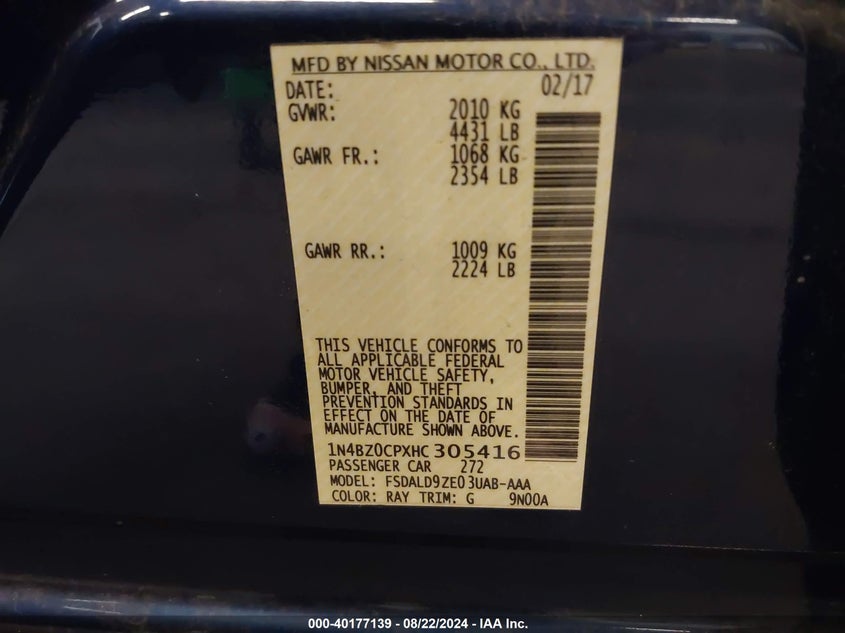 MFD BY NISSAN MOTOR CO., LTD.
DATE: 02/17
GVWR: 2010 KG
4431 LB
GAWR FR.: 1068 KG
2354 LB
GAWR RR.: 1009 KG
2224 LB
THIS VEHICLE CONFORMS TO
ALL APPLICABLE FEDERAL
MOTOR VEHICLE SAFETY,
BUMPER, AND THEFT
PREVENTION STANDARDS IN
EFFECT ON THE DATE OF
MANUFACTURE SHOWN ABOVE.
1N4BZ0CPXHC305416
PASSENGER CAR 272
MODEL: FSDALD9ZE03UAB-AAA
COLOR: RAY TRIM: G 9N00A
000-40177139 - 08/22/2024 - IAA Inc.